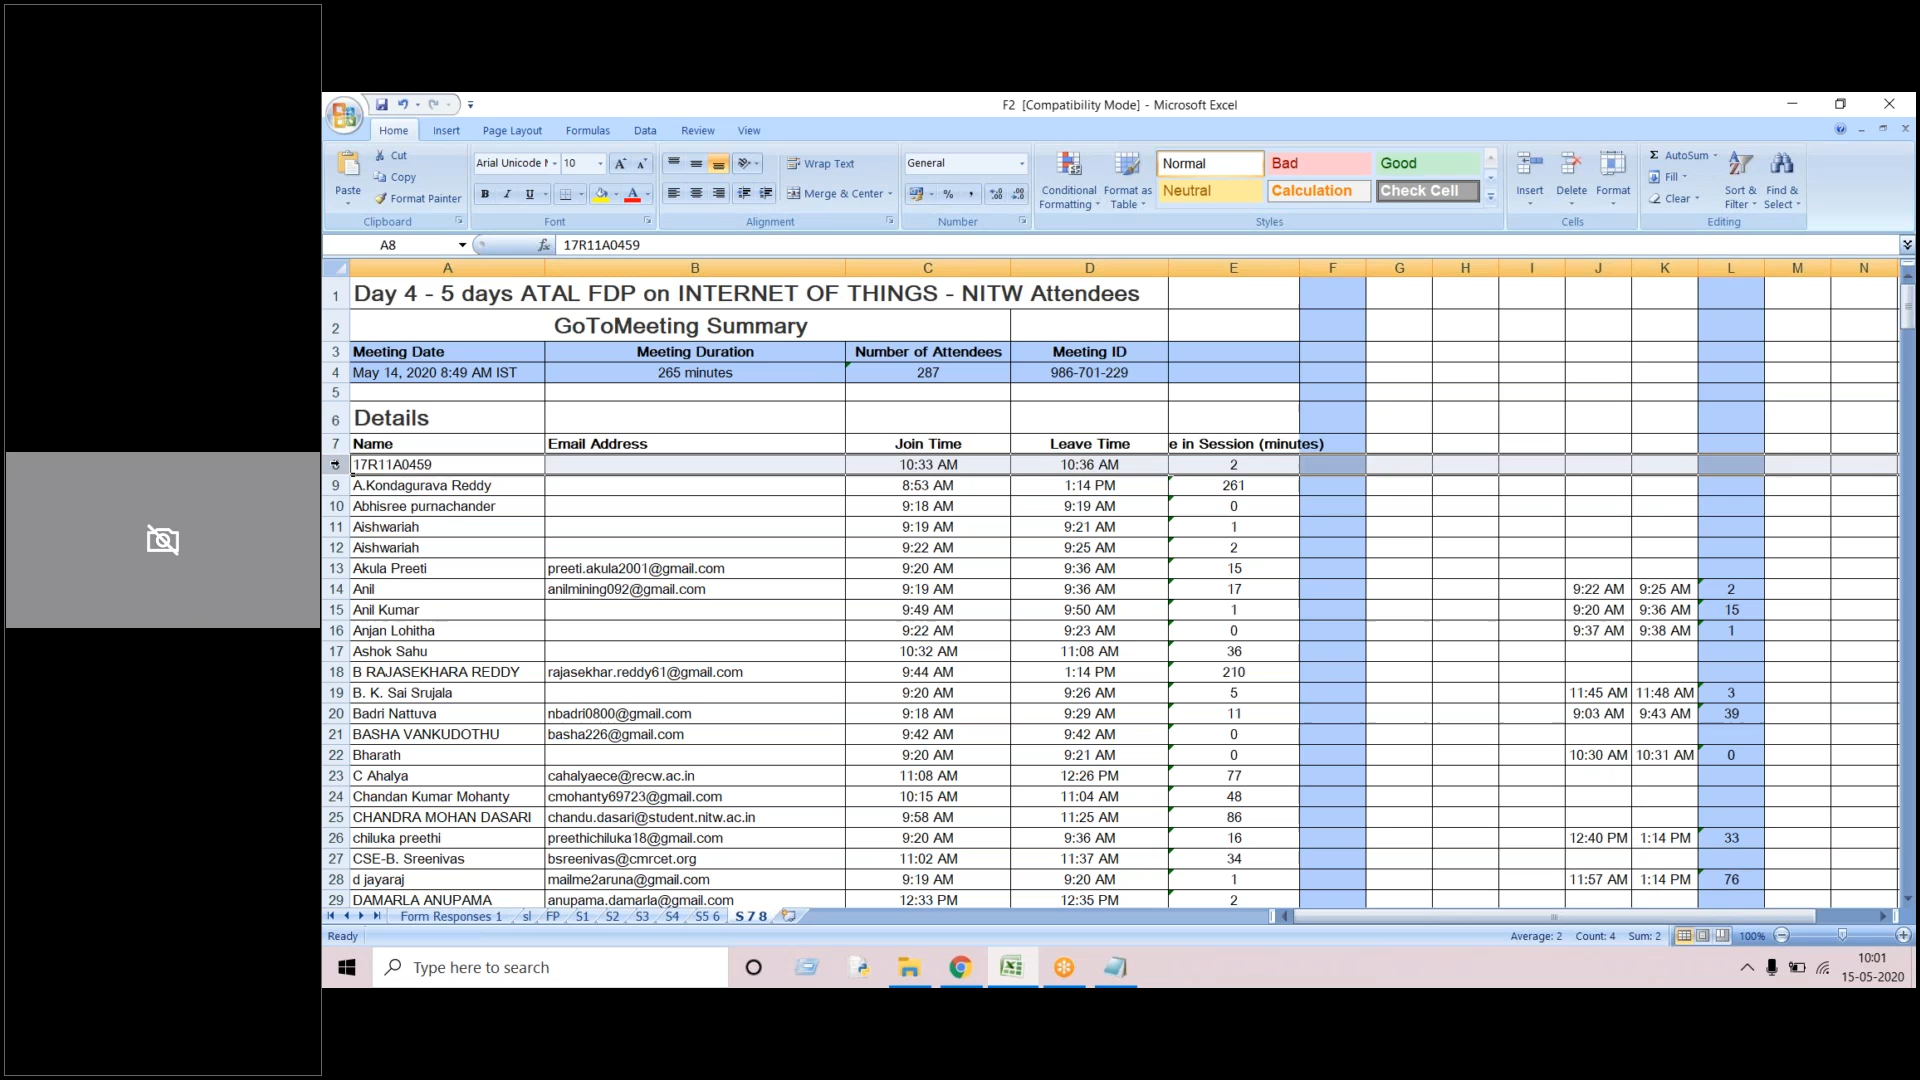 F2 [Compatibility Mode] - Microsoft Excel
Home Insert Page Layout Formulas Data Review View
Cut
Copy
Format Painter
Paste
Clipboard
Arial Unicode 10
Font
Wrap Text
Merge & Center
Alignment
General
Number
Conditional Formatting
Format as Table
Normal Bad Good
Neutral Calculation Check Cell
Styles
Insert Delete Format
Cells
AutoSum
Fill
Clear
Sort & Filter
Find & Select
Editing
A8 fx 17R11A0459
A B C D E F G H I J K L M N
1 Day 4 - 5 days ATAL FDP on INTERNET OF THINGS - NITW Attendees
2 GoToMeeting Summary
3 Meeting Date Meeting Duration Number of Attendees Meeting ID
4 May 14, 2020 8:49 AM IST 265 minutes 287 986-701-229
5
6 Details
7 Name Email Address Join Time Leave Time e in Session (minutes)
17R11A0459 10:33 AM 10:36 AM 2
9 A.Kondagurava Reddy 8:53 AM 1:14 PM 261
10 Abhisree purnachander 9:18 AM 9:19 AM 0
11 Aishwariah 9:19 AM 9:21 AM 1
12 Aishwariah 9:22 AM 9:25 AM 2
13 Akula Preeti preeti.akula2001@gmail.com 9:20 AM 9:36 AM 15
14 Anil anilmining092@gmail.com 9:19 AM 9:36 AM 17 9:22 AM 9:25 AM 2
15 Anil Kumar 9:49 AM 9:50 AM 1 9:20 AM 9:36 AM 15
16 Anjan Lohitha 9:22 AM 9:23 AM 0 9:37 AM 9:38 AM 1
17 Ashok Sahu 10:32 AM 11:08 AM 36
18 B RAJASEKHARA REDDY rajasekhar.reddy61@gmail.com 9:44 AM 1:14 PM 210
19 B. K. Sai Srujala 9:20 AM 9:26 AM 5 11:45 AM 11:48 AM 3
20 Badri Nattuva nbadri0800@gmail.com 9:18 AM 9:29 AM 11 9:03 AM 9:43 AM 39
21 BASHA VANKUDOTHU basha226@gmail.com 9:42 AM 9:42 AM 0
22 Bharath 9:20 AM 9:21 AM 0 10:30 AM 10:31 AM 0
23 C Ahalya cahalyaece@recw.ac.in 11:08 AM 12:26 PM 77
24 Chandan Kumar Mohanty cmohanty69723@gmail.com 10:15 AM 11:04 AM 48
25 CHANDRA MOHAN DASARI chandu.dasari@student.nitw.ac.in 9:58 AM 11:25 AM 86
26 chiluka preethi preethichiluka18@gmail.com 9:20 AM 9:36 AM 16 12:40 PM 1:14 PM 33
27 CSE-B. Sreenivas bsreenivas@cmrcet.org 11:02 AM 11:37 AM 34
28 d jayaraj mailme2aruna@gmail.com 9:19 AM 9:20 AM 1 11:57 AM 1:14 PM 76
29 DAMARLA ANUPAMA anupama.damarla@gmail.com 12:33 PM 12:35 PM 2
Form Responses 1 sl FP S1 S2 S3 S4 S5 6 S 7 8
Ready Average: 2 Count: 4 Sum: 2 100%
Type here to search
10:01
15-05-2020